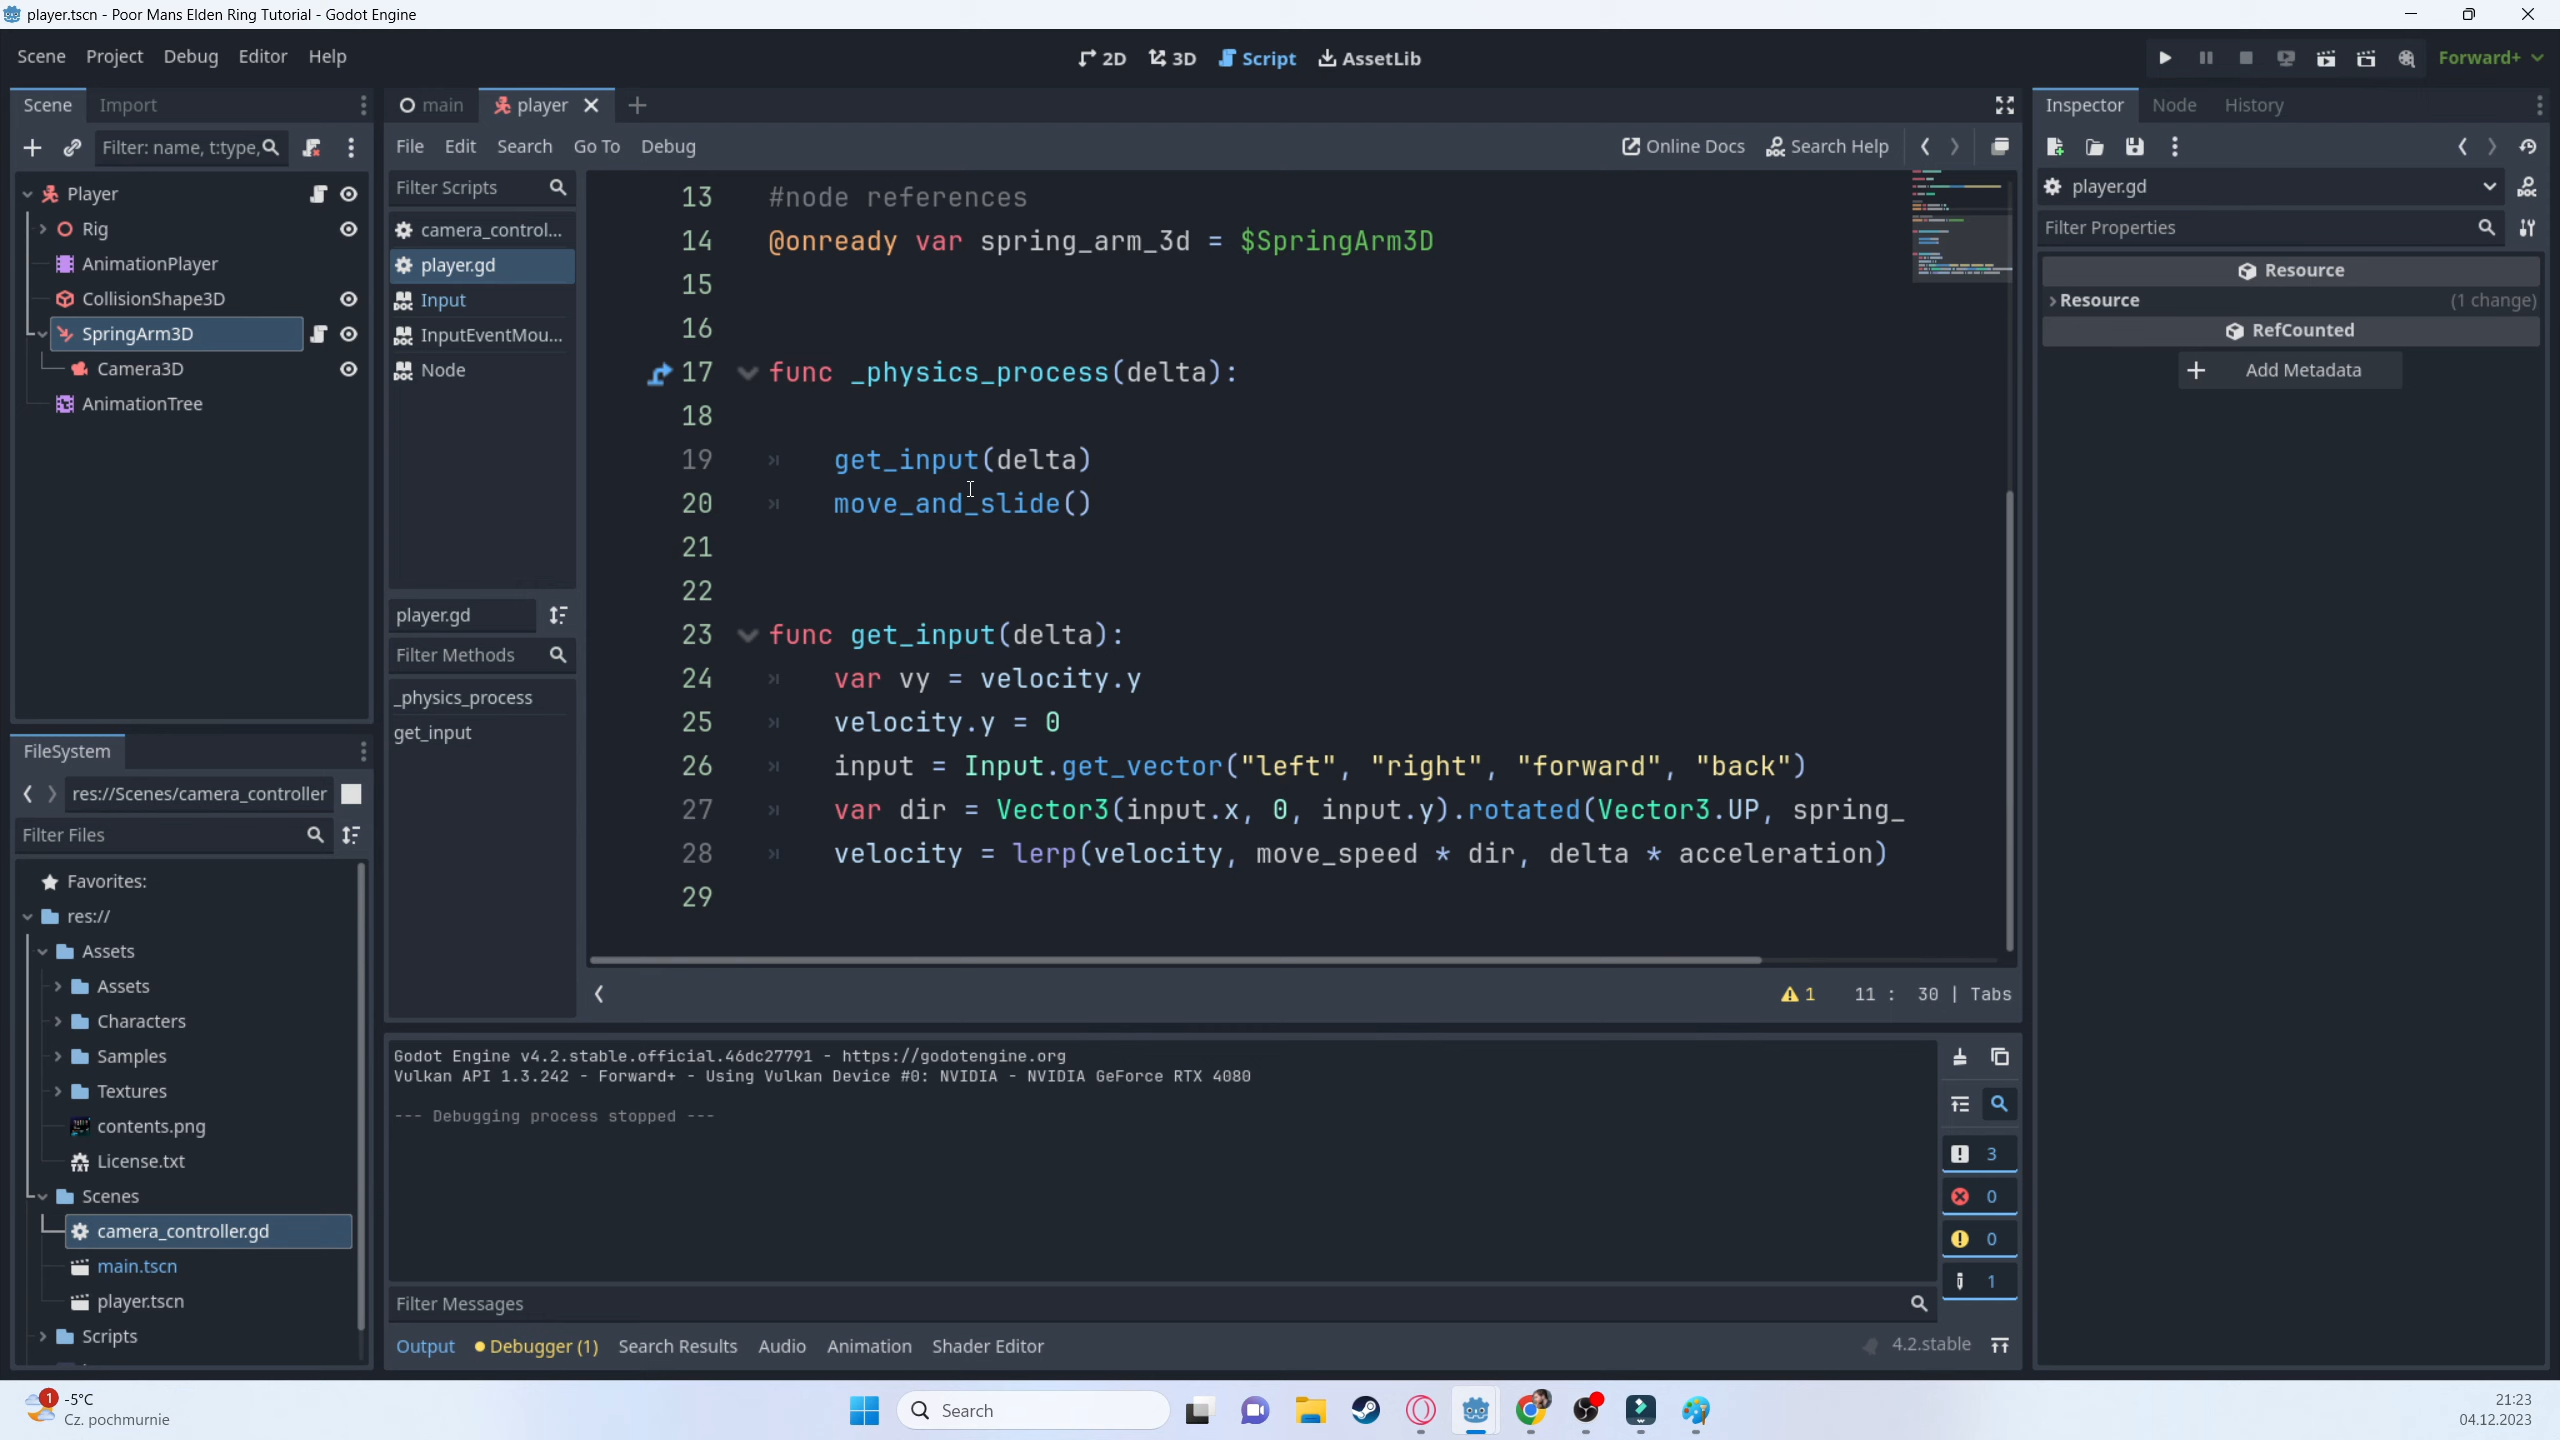 player.tscn - Poor Mans Elden Ring Tutorial - Godot Engine
Scene Project Debug Editor Help
2D 3D Script AssetLib
Forward+
Scene Import
main player
Inspector Node History
Filter: name, t:type,
File Edit Search Go To Debug
Online Docs Search Help
Player
Rig
AnimationPlayer
CollisionShape3D
SpringArm3D
Camera3D
AnimationTree
Filter Scripts
camera_control...
player.gd
Input
InputEventMou...
Node
player.gd
Filter Methods
_physics_process
get_input
13 #node references
14 @onready var spring_arm_3d = $SpringArm3D
15
16
17 func _physics_process(delta):
18
19 get_input(delta)
20 move_and_slide()
21
22
23 func get_input(delta):
24 var vy = velocity.y
25 velocity.y = 0
26 input = Input.get_vector("left", "right", "forward", "back")
27 var dir = Vector3(input.x, 0, input.y).rotated(Vector3.UP, spring_
28 velocity = lerp(velocity, move_speed * dir, delta * acceleration)
29
1 11 : 30 | Tabs
player.gd
Filter Properties
Resource
Resource (1 change)
RefCounted
Add Metadata
FileSystem
res://Scenes/camera_controller
Filter Files
Favorites:
res://
Assets
Assets
Characters
Samples
Textures
contents.png
License.txt
Scenes
camera_controller.gd
main.tscn
player.tscn
Scripts
Godot Engine v4.2.stable.official.46dc27791 - https://godotengine.org
Vulkan API 1.3.242 - Forward+ - Using Vulkan Device #0: NVIDIA - NVIDIA GeForce RTX 4080
--- Debugging process stopped ---
3
0
0
1
Filter Messages
Output Debugger (1) Search Results Audio Animation Shader Editor
4.2.stable
1
-5°C
Cz. pochmurnie
Search
21:23
04.12.2023